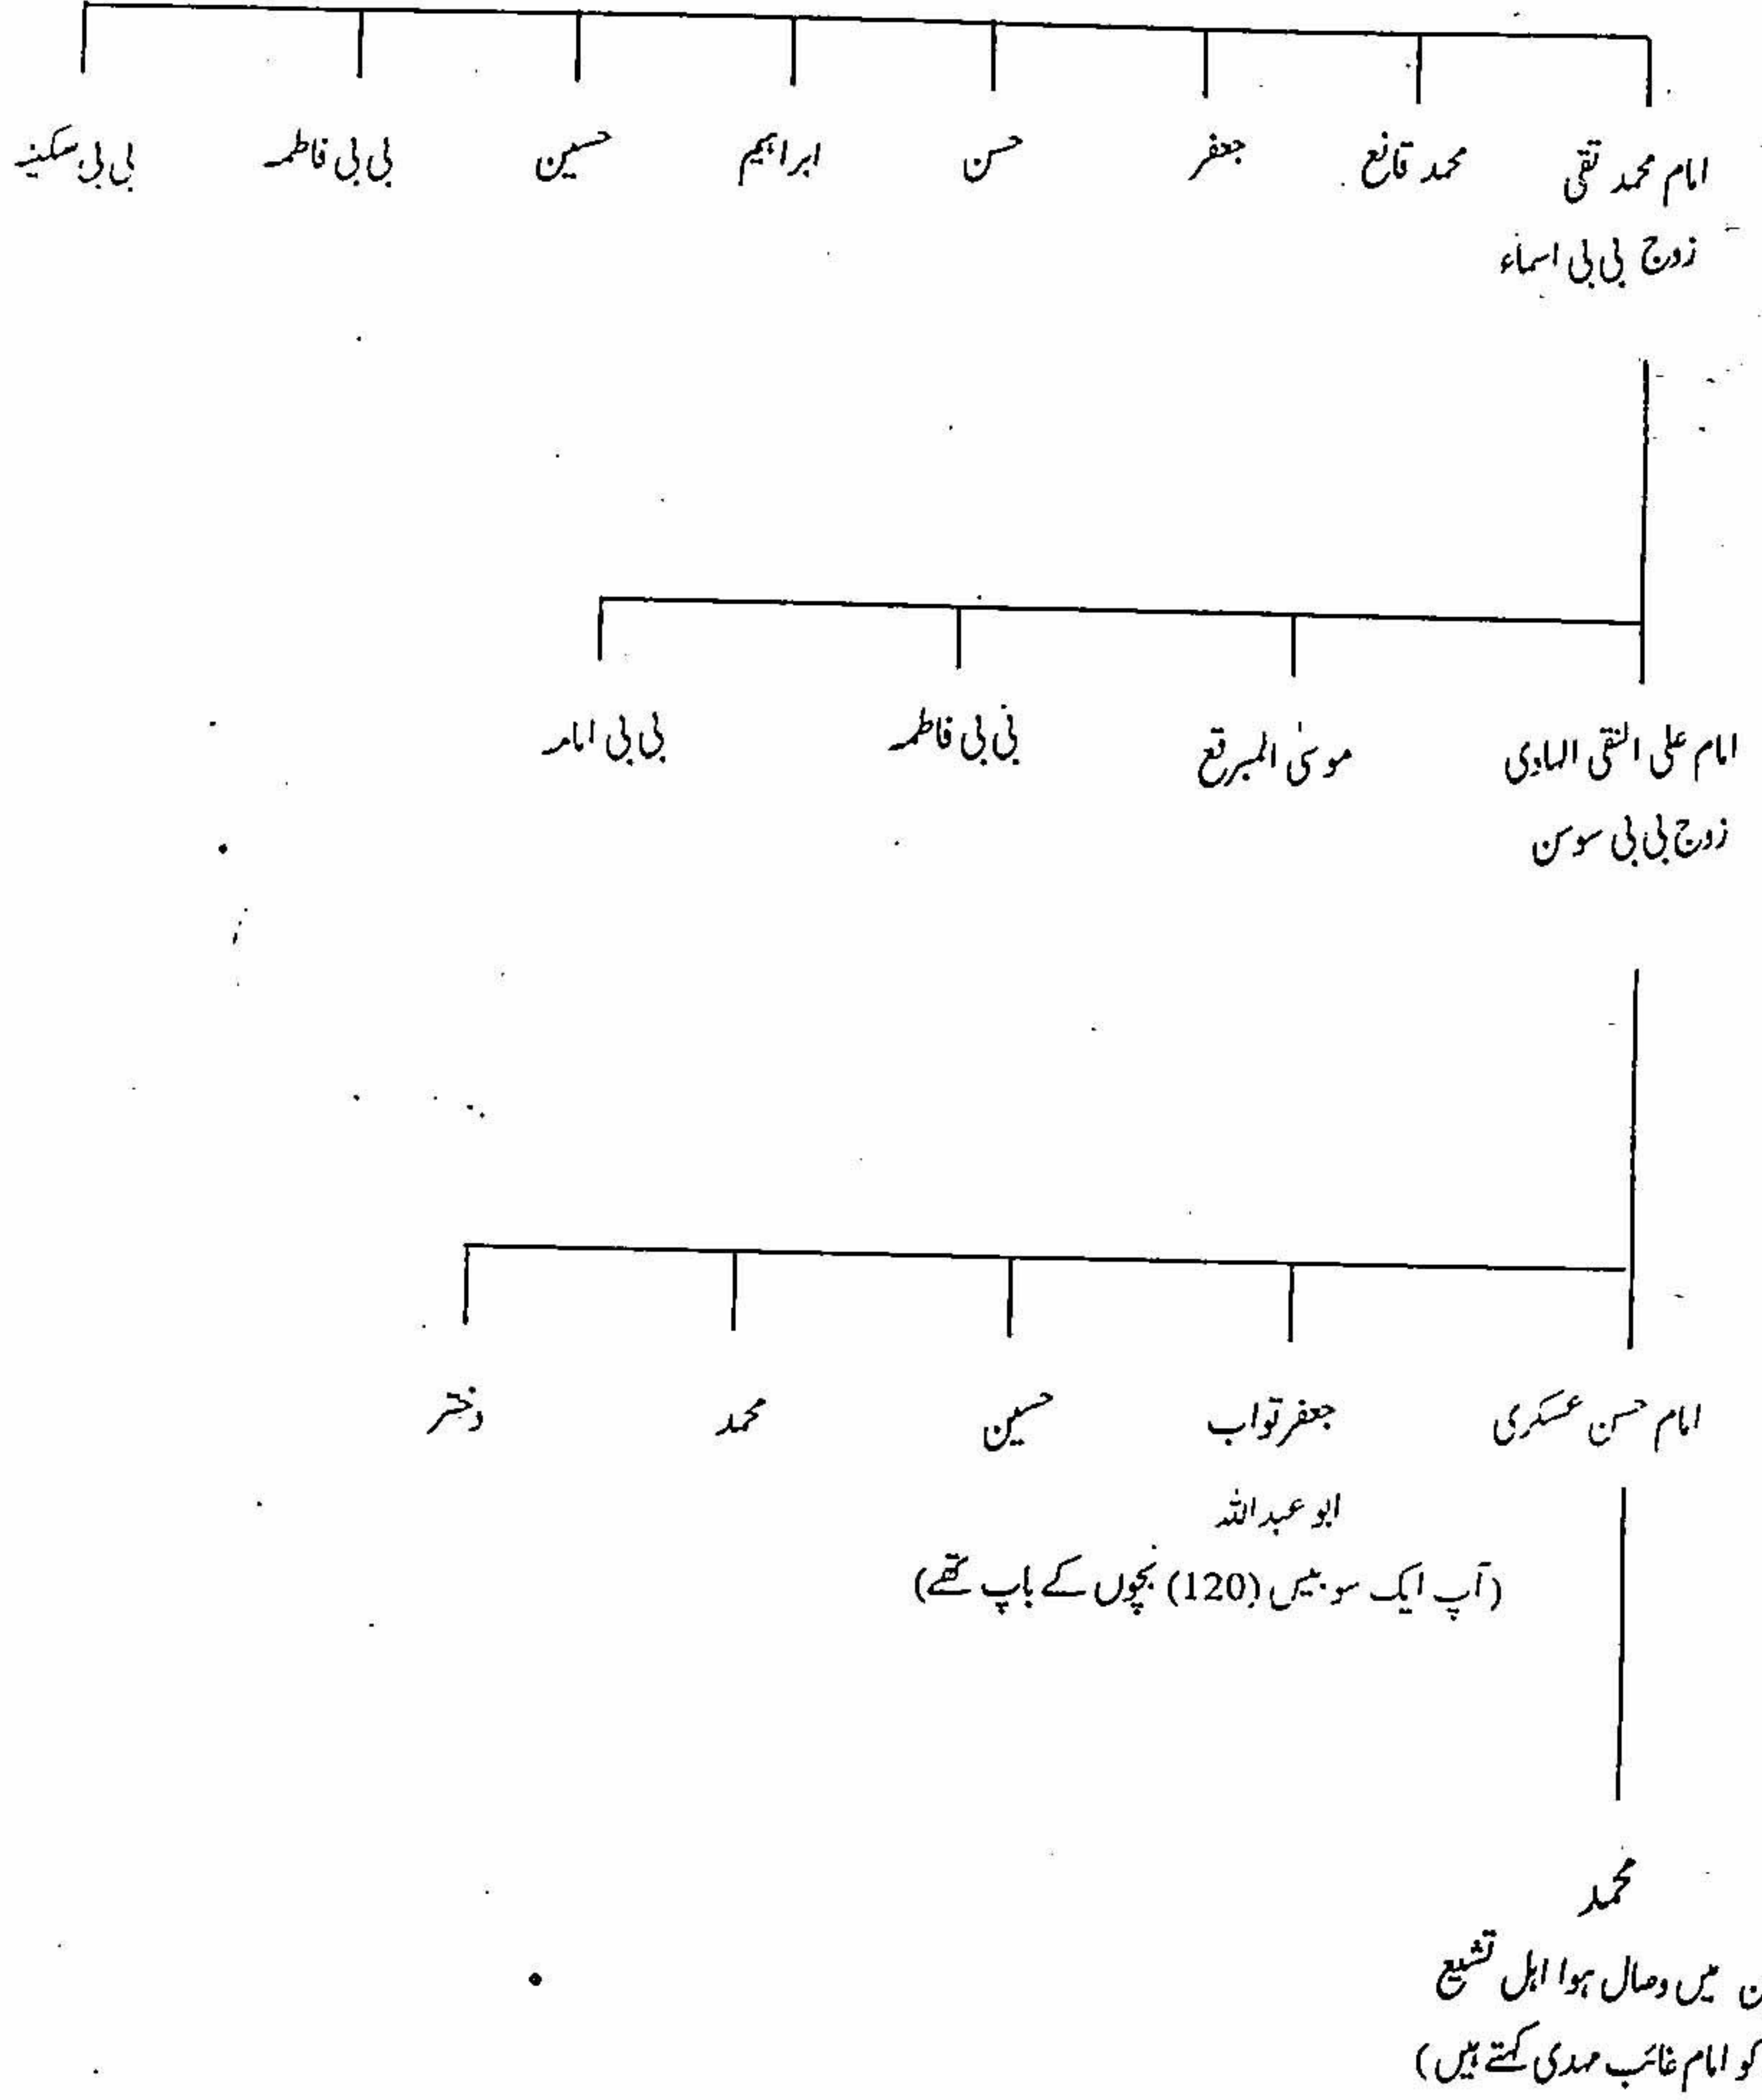 امام محمد تقی محمد قانع جعفر حسن ابراہیم حسین بی بی فاطمہ بی بی سکینہ
زوج بی بی اسماء
امام علی النقی الہادی موسیٰ المبرقع بی بی فاطمہ بی بی امامہ
زوج بی بی سوسن
امام حسن عسکری جعفر تواب حسین محمد دختر
ابو عبداللہ
(آپ ایک سو بیس (120) بچوں کے باپ تھے)
محمد
میں وصال ہوا اہل تشیع
کو امام غائب مہدی کہتے ہیں)